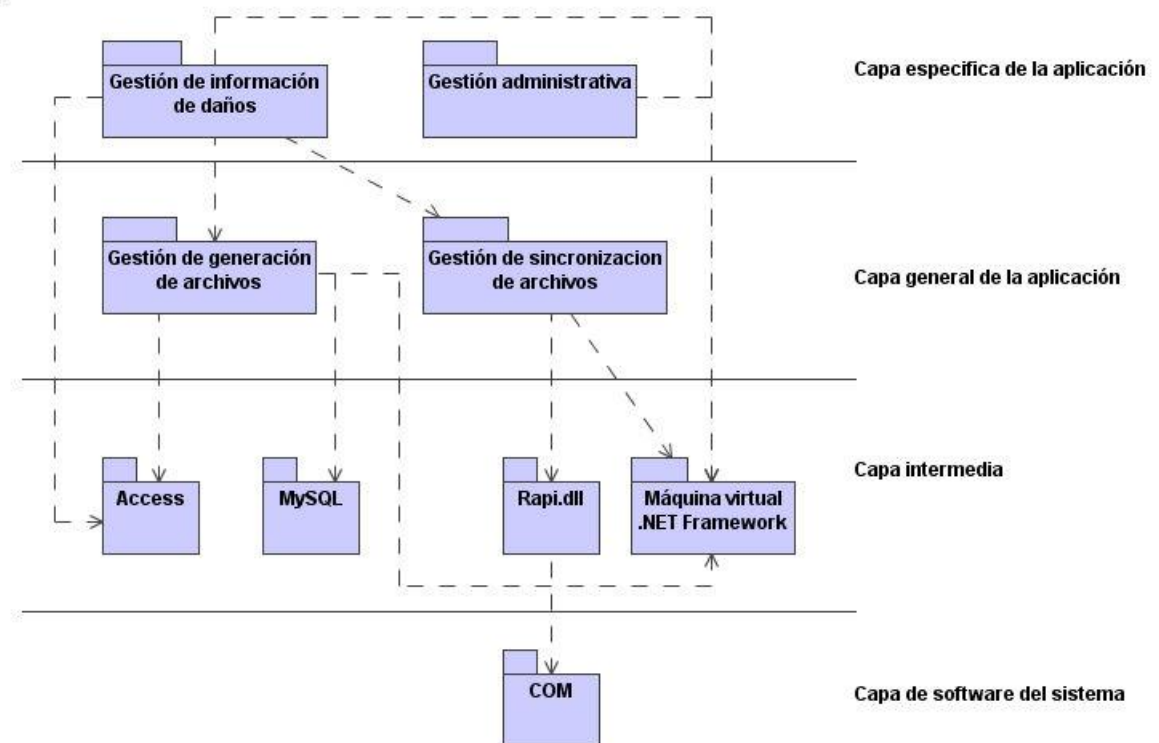 Gestión de información
de daños
Gestión administrativa
Capa especifica de la aplicación
Gestión de generación
de archivos
Gestión de sincronizacion
de archivos
Capa general de la aplicación
Access
MySQL
Rapi.dll
Máquina virtual
.NET Framework
Capa intermedia
COM
Capa de software del sistema